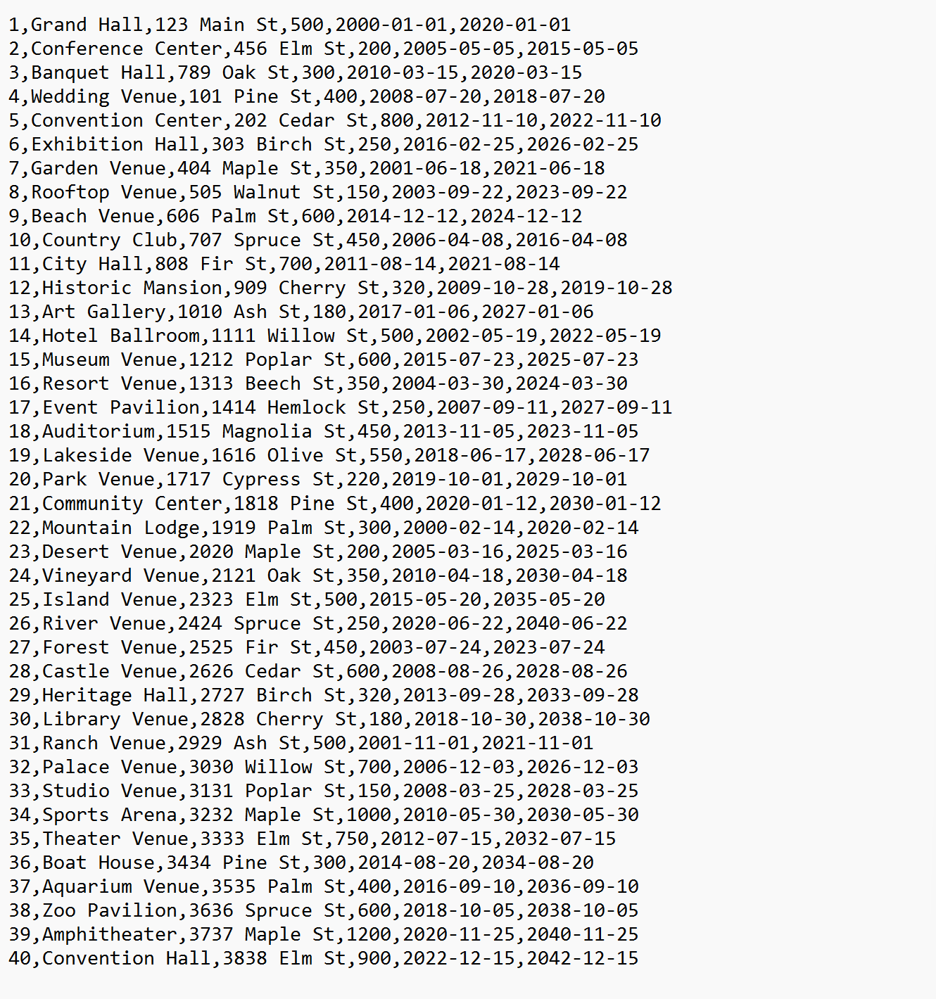 1,Grand Hall,123 Main St,500,2000-01-01,2020-01-01
2,Conference Center,456 Elm St,200,2005-05-05,2015-05-05
3,Banquet Hall,789 Oak St,300,2010-03-15,2020-03-15
4,Wedding Venue,101 Pine St,400,2008-07-20,2018-07-20
5,Convention Center,202 Cedar St,800,2012-11-10,2022-11-10
6,Exhibition Hall,303 Birch St,250,2016-02-25,2026-02-25
7,Garden Venue,404 Maple St,350,2001-06-18,2021-06-18
8,Rooftop Venue,505 Walnut St,150,2003-09-22,2023-09-22
9,Beach Venue,606 Palm St,600,2014-12-12,2024-12-12
10,Country Club,707 Spruce St,450,2006-04-08,2016-04-08
11,City Hall,808 Fir St,700,2011-08-14,2021-08-14
12,Historic Mansion,909 Cherry St,320,2009-10-28,2019-10-28
13,Art Gallery,1010 Ash St,180,2017-01-06,2027-01-06
14,Hotel Ballroom,1111 Willow St,500,2002-05-19,2022-05-19
15,Museum Venue,1212 Poplar St,600,2015-07-23,2025-07-23
16,Resort Venue,1313 Beech St,350,2004-03-30,2024-03-30
17,Event Pavilion,1414 Hemlock St,250,2007-09-11,2027-09-11
18,Auditorium,1515 Magnolia St,450,2013-11-05,2023-11-05
19,Lakeside Venue,1616 Olive St,550,2018-06-17,2028-06-17
20,Park Venue,1717 Cypress St,220,2019-10-01,2029-10-01
21,Community Center,1818 Pine St,400,2020-01-12,2030-01-12
22,Mountain Lodge,1919 Palm St,300,2000-02-14,2020-02-14
23,Desert Venue,2020 Maple St,200,2005-03-16,2025-03-16
24,Vineyard Venue,2121 Oak St,350,2010-04-18,2030-04-18
25,Island Venue,2323 Elm St,500,2015-05-20,2035-05-20
26,River Venue,2424 Spruce St,250,2020-06-22,2040-06-22
27,Forest Venue,2525 Fir St,450,2003-07-24,2023-07-24
28,Castle Venue,2626 Cedar St,600,2008-08-26,2028-08-26
29,Heritage Hall,2727 Birch St,320,2013-09-28,2033-09-28
30,Library Venue,2828 Cherry St,180,2018-10-30,2038-10-30
31,Ranch Venue,2929 Ash St,500,2001-11-01,2021-11-01
32,Palace Venue,3030 Willow St,700,2006-12-03,2026-12-03
33,Studio Venue,3131 Poplar St,150,2008-03-25,2028-03-25
34,Sports Arena,3232 Maple St,1000,2010-05-30,2030-05-30
35,Theater Venue,3333 Elm St,750,2012-07-15,2032-07-15
36,Boat House,3434 Pine St,300,2014-08-20,2034-08-20
37,Aquarium Venue,3535 Palm St,400,2016-09-10,2036-09-10
38,Zoo Pavilion,3636 Spruce St,600,2018-10-05,2038-10-05
39,Amphitheater,3737 Maple St,1200,2020-11-25,2040-11-25
40,Convention Hall,3838 Elm St,900,2022-12-15,2042-12-15